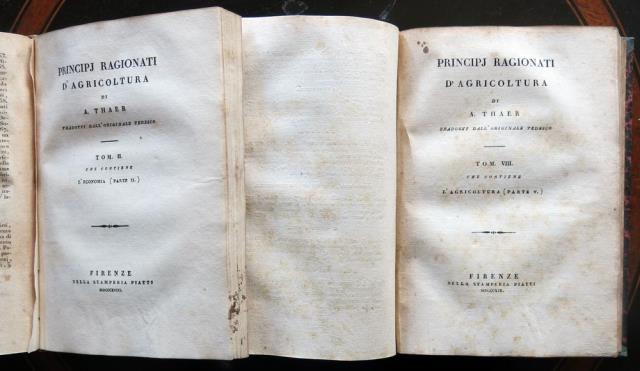 PRINCIPJ RAGIONATI
D'AGRICOLTURA
DI
A. THAER
TRADOTTI DALL'ORIGINALE TEDESCO
TOM. II.
CHE CONTIENE
L'ECONOMIA (PARTE II.)
FIRENZE
NELLA STAMPERIA PIATTI
PRINCIPJ RAGIONATI
D'AGRICOLTURA
DI
A. THAER
TRADOTTI DALL'ORIGINALE TEDESCO
TOM. VIII.
CHE CONTIENE
L'AGRICOLTURA (PARTE V.)
FIRENZE
NELLA STAMPERIA PIATTI